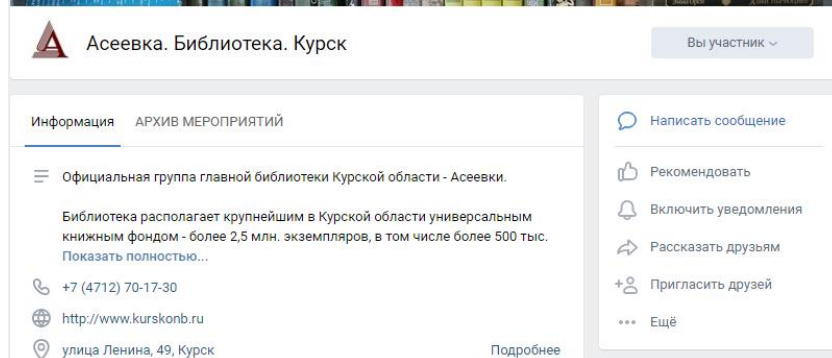 Асеевка. Библиотека. Курск
Вы участник
Информация АРХИВ МЕРОПРИЯТИЙ
Официальная группа главной библиотеки Курской области - Асеевки.
Библиотека располагает крупнейшим в Курской области универсальным
книжным фондом - более 2,5 млн. экземпляров, в том числе более 500 тыс.
Показать полностью...
+7 (4712) 70-17-30
http://www.kurskonb.ru
улица Ленина, 49, Курск Подробнее
Написать сообщение
Рекомендовать
Включить уведомления
Рассказать друзьям
Пригласить друзей
Ещё